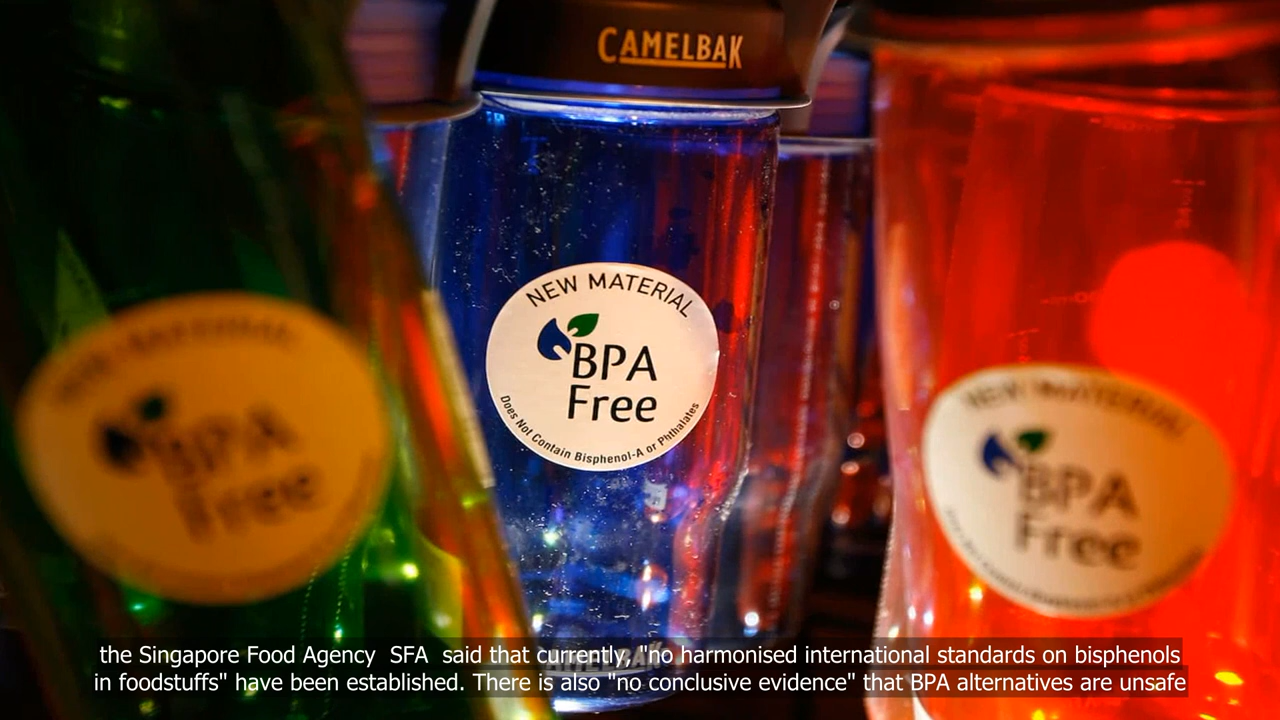 CAMELBAK
NEW MATERIAL
BPA
Free
Does Not Contain Bisphenol-A or Phthalates
BPA
Free
NEW MATERIAL
BPA
Free
the Singapore Food Agency  SFA  said that currently, "no harmonised international standards on bisphenols
in foodstuffs" have been established. There is also "no conclusive evidence" that BPA alternatives are unsafe